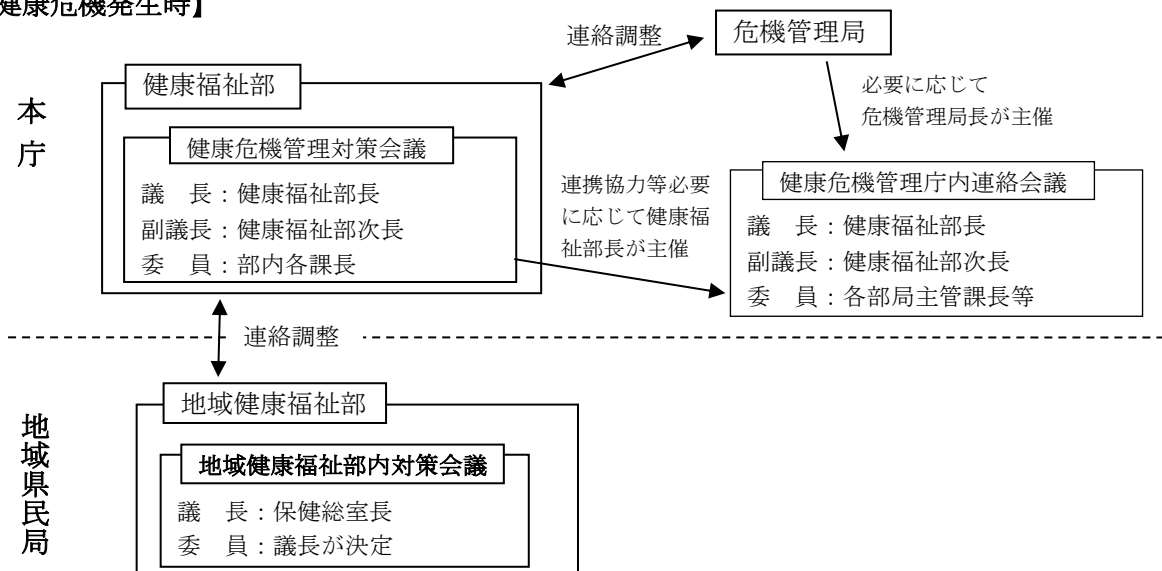 健康危機発生時】
本庁
連絡調整
危機管理局
健康福祉部
必要に応じて
危機管理局長が主催
健康危機管理対策会議
議　長：健康福祉部長
副議長：健康福祉部次長
委　員：部内各課長
連携協力等必要
に応じて健康福
祉部長が主催
健康危機管理庁内連絡会議
議　長：健康福祉部長
副議長：健康福祉部次長
委　員：各部局主管課長等
連絡調整
地域県民局
地域健康福祉部
地域健康福祉部内対策会議
議　長：保健総室長
委　員：議長が決定